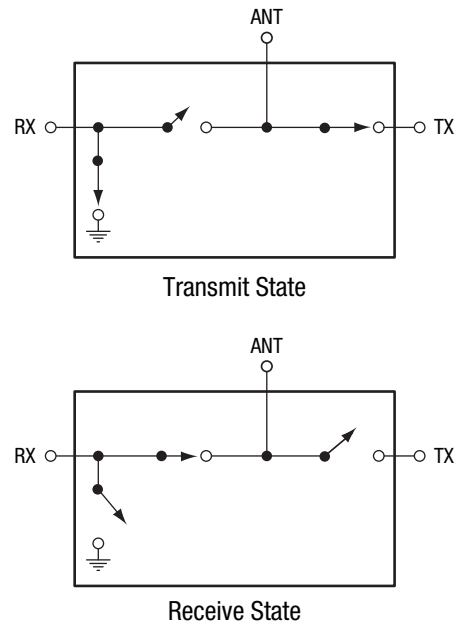 ANT
RX
TX
Transmit State
ANT
RX
TX
Receive State